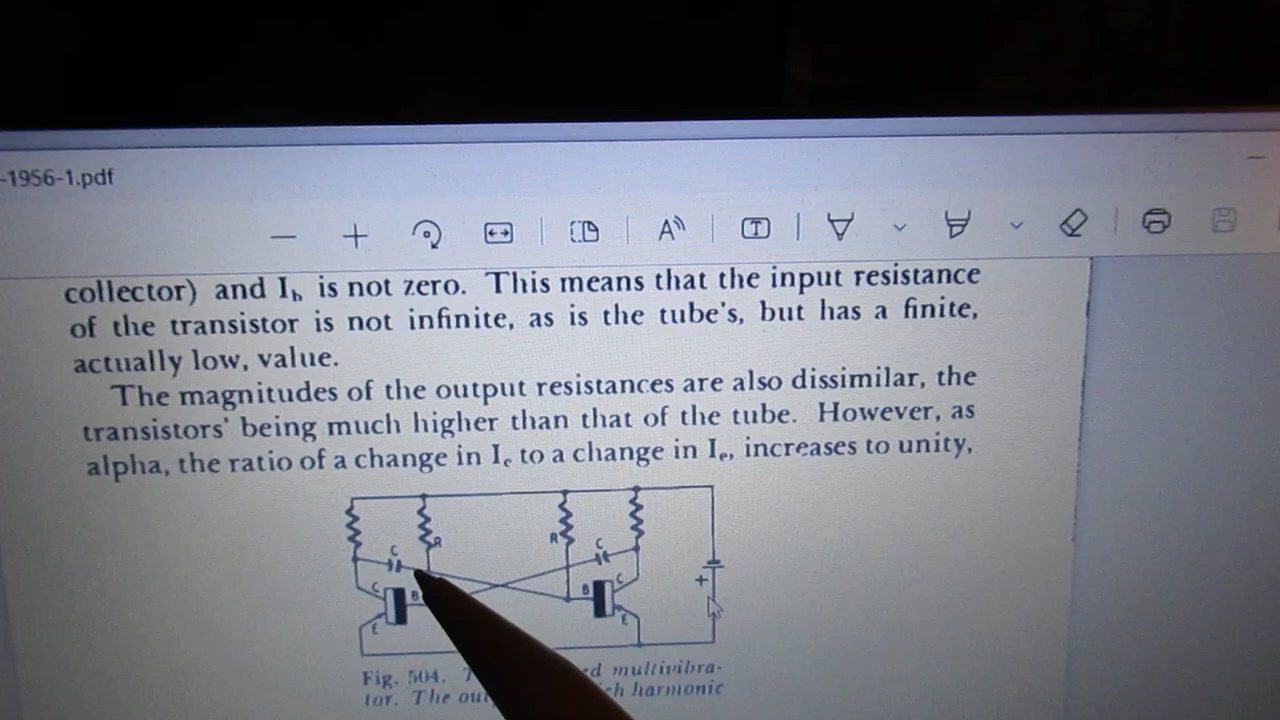 -1956-1.pdf
collector) and Ib is not zero. This means that the input resistance
of the transistor is not infinite, as is the tube's, but has a finite,
actually low, value.
The magnitudes of the output resistances are also dissimilar, the
transistors' being much higher than that of the tube. However, as
alpha, the ratio of a change in Ic to a change in Ie, increases to unity,
R R
C C
+
C B B C
E E
Fig. 504.
multivibra-
tor. The harmonic